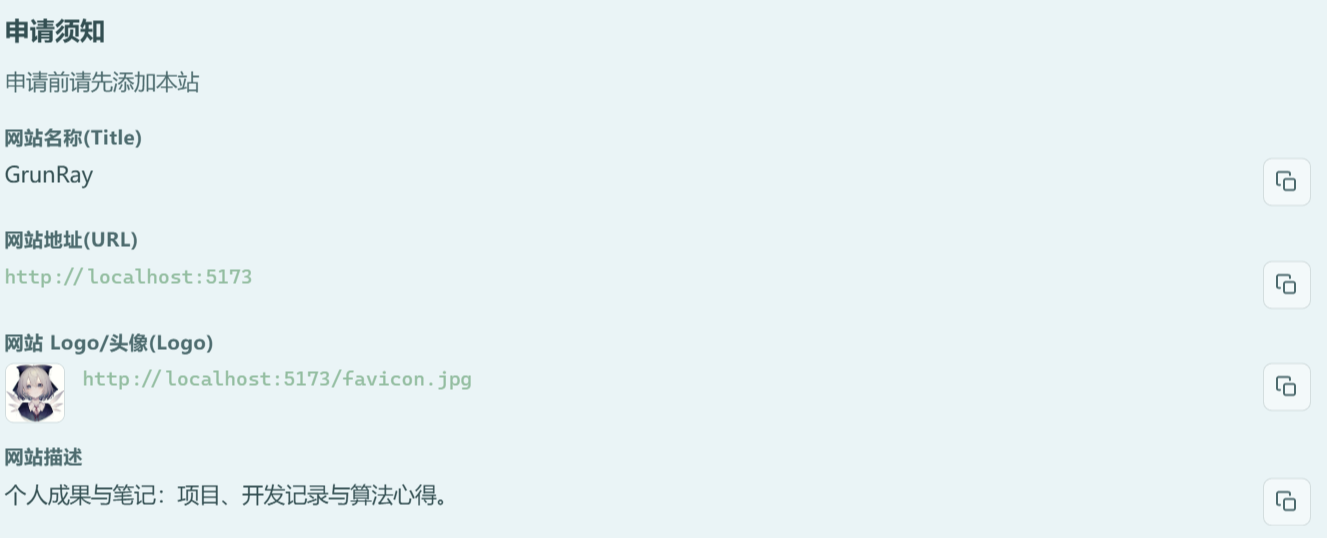 申请须知
申请前请先添加本站
网站名称(Title)
GrunRay
网站地址(URL)
http://localhost:5173
网站 Logo/头像(Logo)
http://localhost:5173/favicon.jpg
网站描述
个人成果与笔记：项目、开发记录与算法心得。